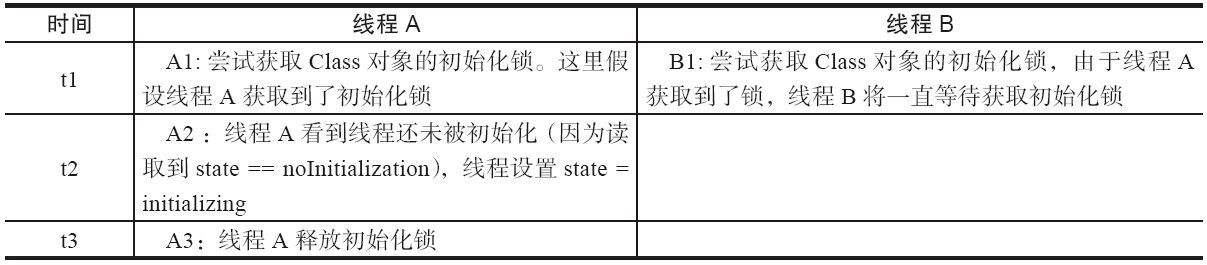 时间 线程 A 线程 B
t1
A1: 尝试获取 Class 对象的初始化锁。这里假
设线程 A 获取到了初始化锁
B1: 尝试获取 Class 对象的初始化锁，由于线程 A
获取到了锁，线程 B 将一直等待获取初始化锁
t2
A2 ：线程 A 看到线程还未被初始化（因为读
取到 state == noInitialization），线程设置 state =
initializing
t3
A3：线程 A 释放初始化锁